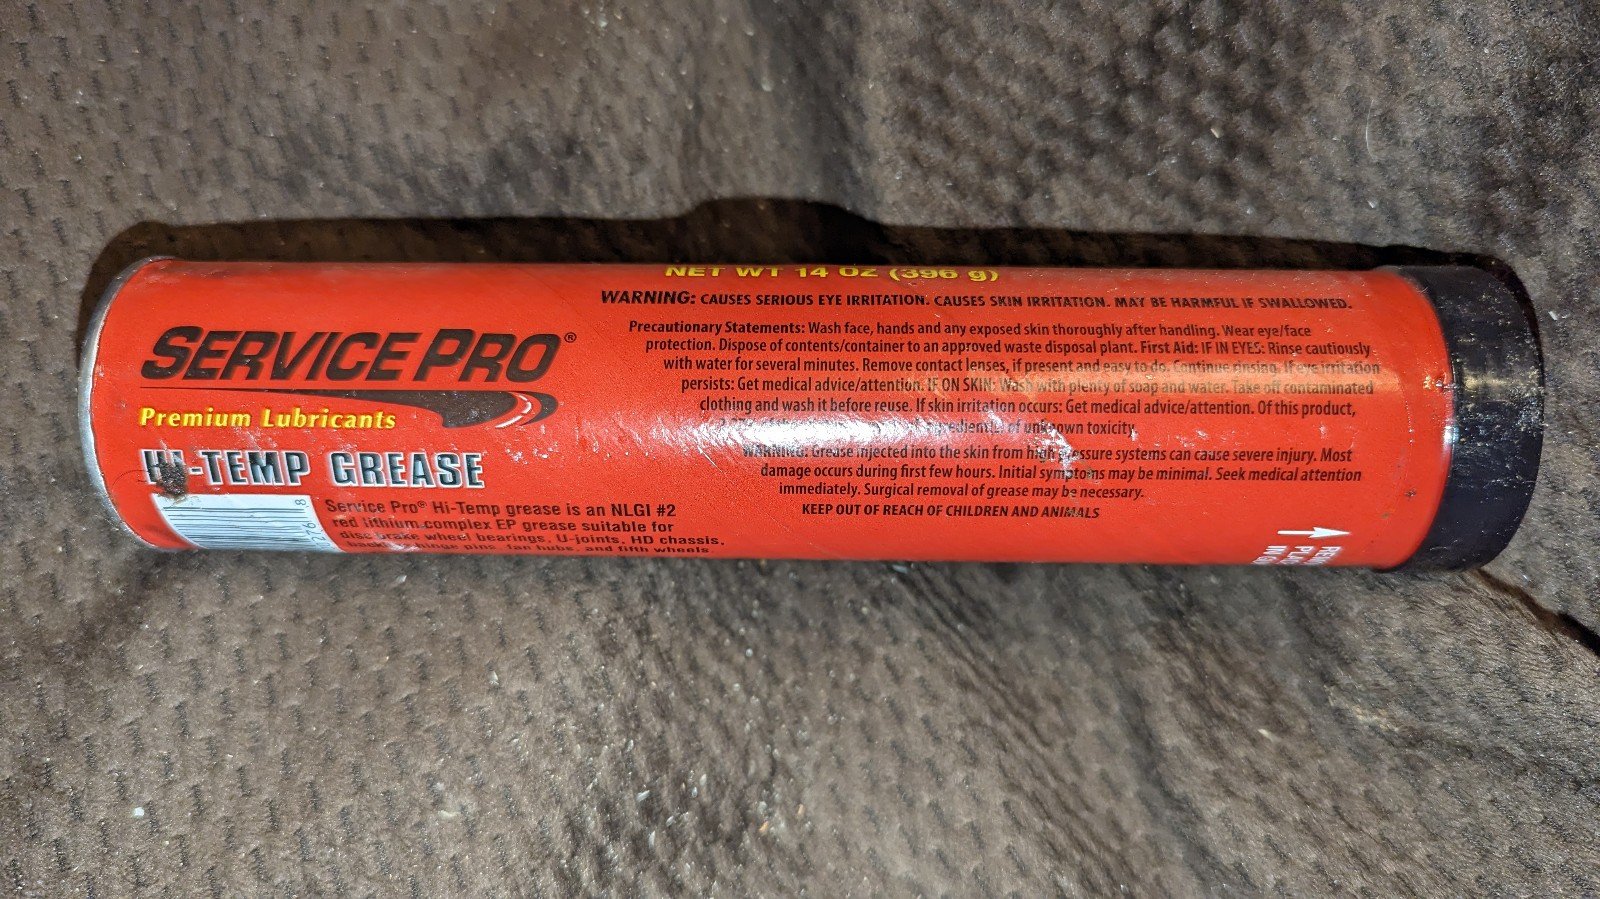 NET WT 14 OZ (396 g)
WARNING: CAUSES SERIOUS EYE IRRITATION. CAUSES SKIN IRRITATION. MAY BE HARMFUL IF SWALLOWED.
Precautionary Statements: Wash face, hands and any exposed skin thoroughly after handling. Wear eye/face
protection. Dispose of contents/container to an approved waste disposal plant. First Aid: IF IN EYES: Rinse cautiously
with water for several minutes. Remove contact lenses, if present and easy to do. Continue rinsing. If eye irritation
persists: Get medical advice/attention. IF ON SKIN: Wash with plenty of soap and water. Take off contaminated
clothing and wash it before reuse. If skin irritation occurs: Get medical advice/attention. Of this product,
of unknown toxicity.
WARNING: Grease injected into the skin from high pressure systems can cause severe injury. Most
damage occurs during first few hours. Initial symptoms may be minimal. Seek medical attention
immediately. Surgical removal of grease may be necessary.
KEEP OUT OF REACH OF CHILDREN AND ANIMALS
SERVICE PRO®
Premium Lubricants
HI-TEMP GREASE
Service Pro® Hi-Temp grease is an NLGI #2
red lithium complex EP grease suitable for
disc brake wheel bearings, U-joints, HD chassis,
hinge pins, fan hubs, and fifth wheels.
8